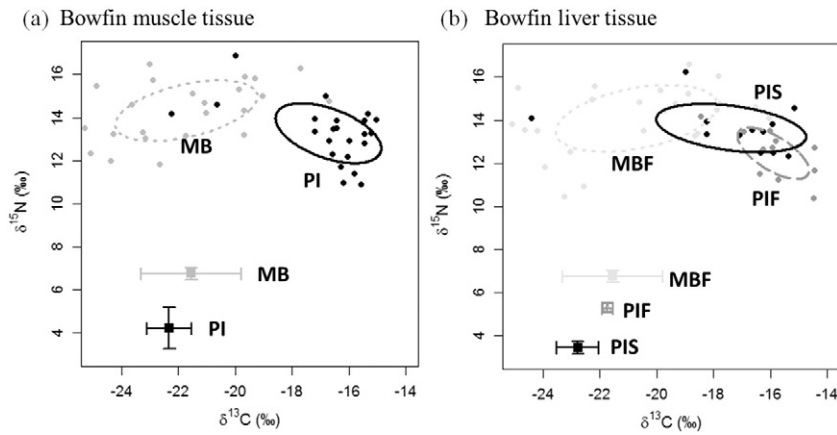 (a) Bowfin muscle tissue
16
14
12
10
8
6
4
δ15N (‰)
MB
PI
MB
PI
-24 -22 -20 -18 -16 -14
δ13C (‰)
(b) Bowfin liver tissue
16
14
12
10
8
6
4
δ15N (‰)
PIS
MBF
PIF
MBF
PIF
PIS
-24 -22 -20 -18 -16 -14
δ13C (‰)